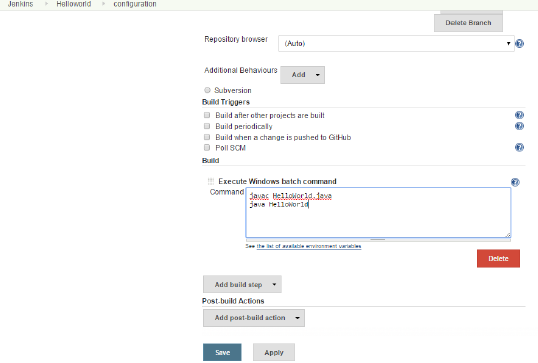 Jenkins Helloworld configuration
Delete Branch
Repository browser (Auto)
Additional Behaviours Add
Subversion
Build Triggers
Build after other projects are built
Build periodically
Build when a change is pushed to GitHub
Poll SCM
Build
Execute Windows batch command
Command javac HelloWorld.java
java HelloWorld
See the list of available environment variables
Delete
Add build step
Post-build Actions
Add post-build action
Save Apply